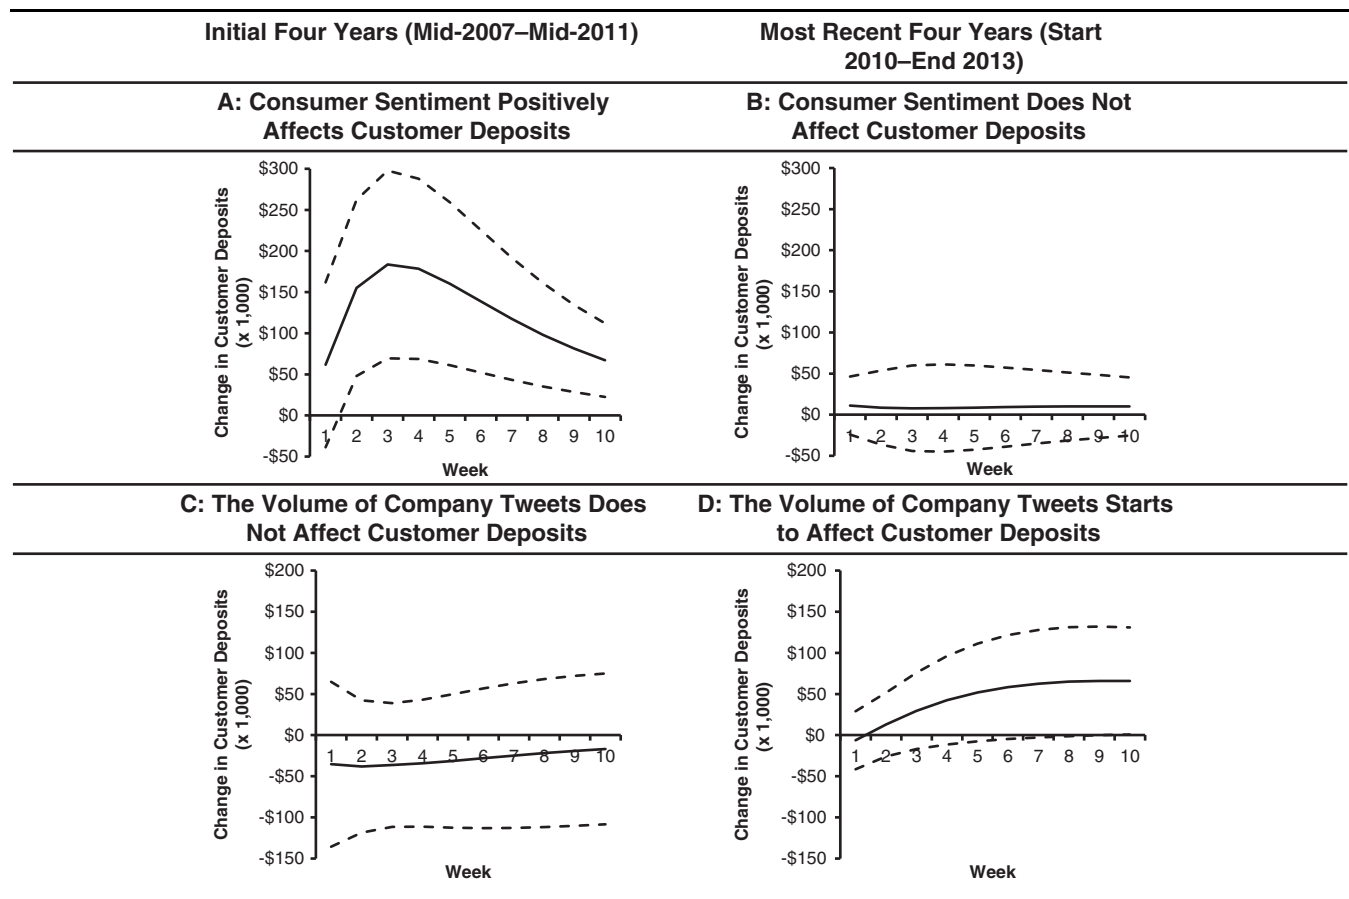 Initial Four Years (Mid-2007–Mid-2011)
Most Recent Four Years (Start
2010–End 2013)
A: Consumer Sentiment Positively
Affects Customer Deposits
B: Consumer Sentiment Does Not
Affect Customer Deposits
Change in Customer Deposits
(x 1,000)
$300
$250
$200
$150
$100
$50
$0
-$50
1 2 3 4 5 6 7 8 9 10
Week
Change in Customer Deposits
(x 1,000)
$300
$250
$200
$150
$100
$50
$0
-$50
1 2 3 4 5 6 7 8 9 10
Week
C: The Volume of Company Tweets Does
Not Affect Customer Deposits
D: The Volume of Company Tweets Starts
to Affect Customer Deposits
Change in Customer Deposits
(x 1,000)
$200
$150
$100
$50
$0
-$50
-$100
-$150
1 2 3 4 5 6 7 8 9 10
Week
Change in Customer Deposits
(x 1,000)
$200
$150
$100
$50
$0
-$50
-$100
-$150
1 2 3 4 5 6 7 8 9 10
Week